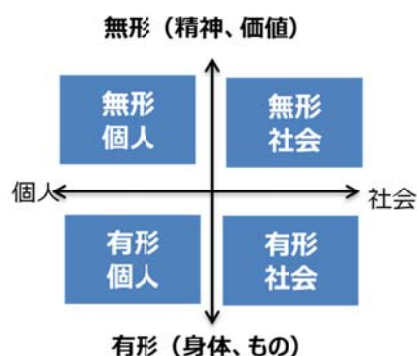 無形（精神、価値）
無形
個人
無形
社会
個人
社会
有形
個人
有形
社会
有形（身体、もの）